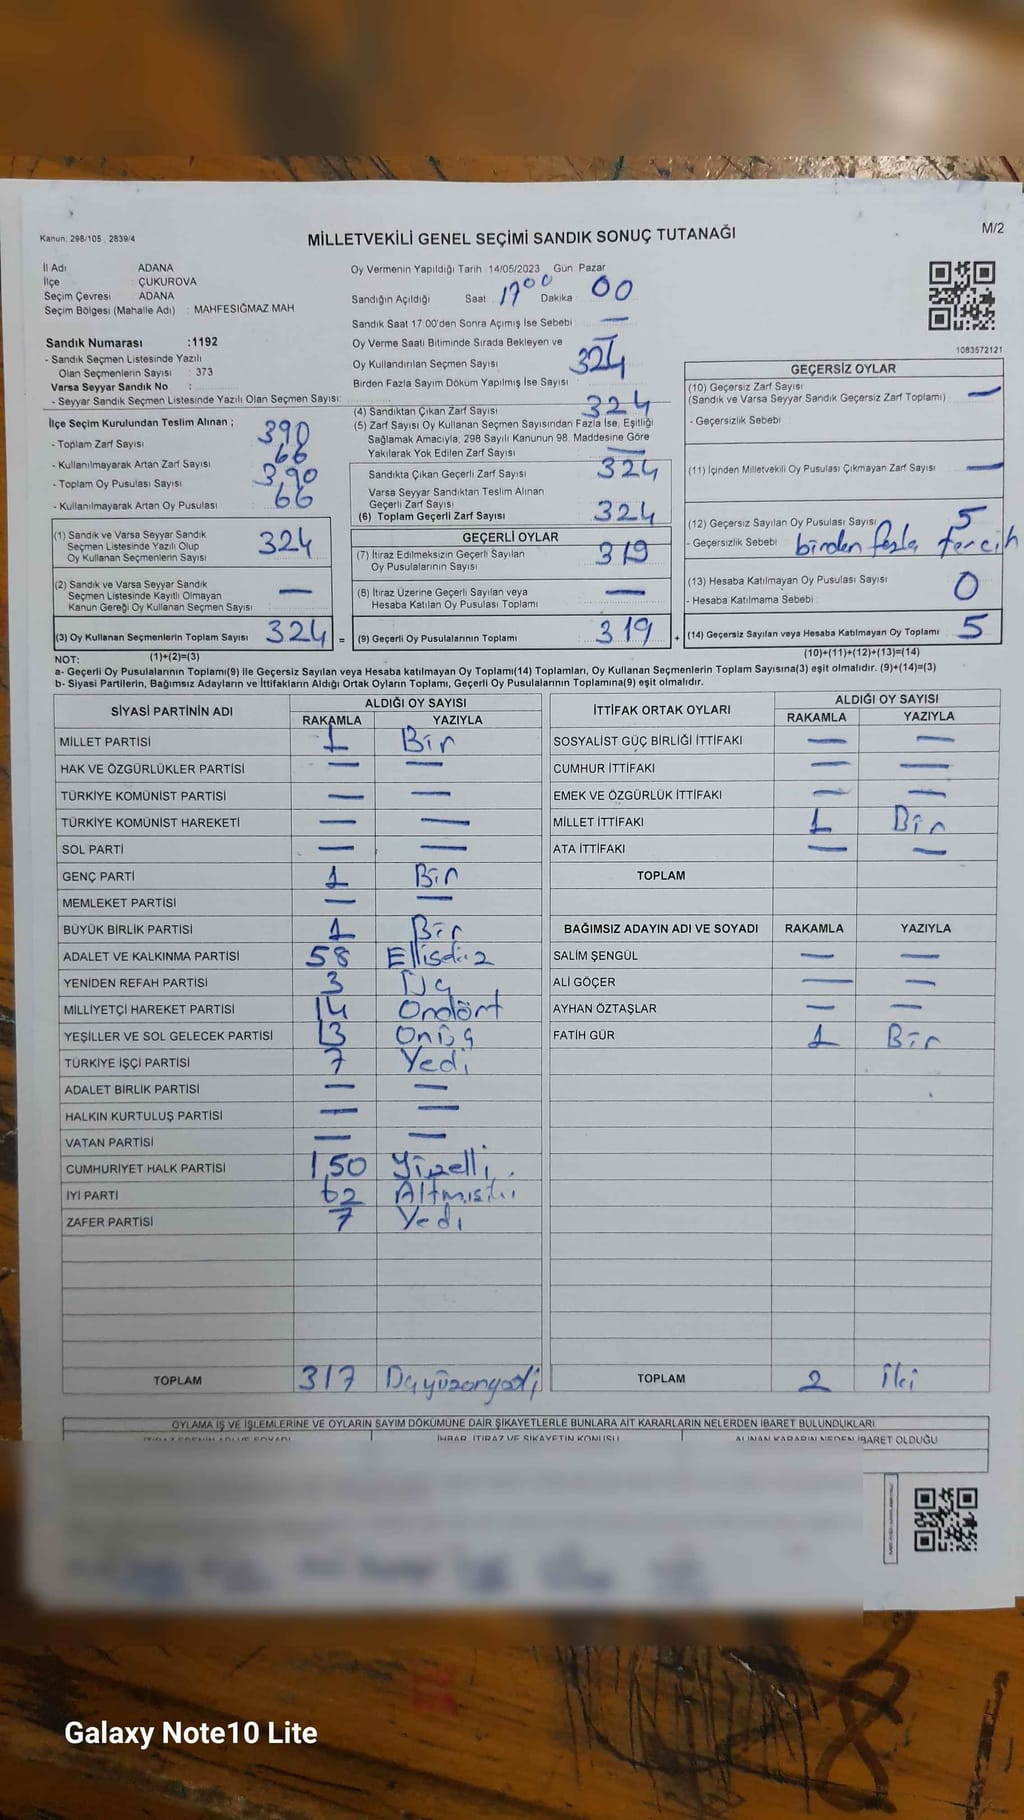 Kanun: 298/105 , 2839/4
MİLLETVEKİLİ GENEL SEÇİMİ SANDIK SONUÇ TUTANAĞI
M/2
İl Adı ADANA
İlçe ÇUKUROVA
Seçim Çevresi ADANA
Seçim Bölgesi (Mahalle Adı) : MAHFESIĞMAZ MAH
Sandık Numarası :1192
- Sandık Seçmen Listesinde Yazılı
Olan Seçmenlerin Sayısı : 373
Varsa Seyyar Sandık No :
- Seyyar Sandık Seçmen Listesinde Yazılı Olan Seçmen Sayısı:
Oy Vermenin Yapıldığı Tarih 14/05/2023 Gün Pazar
Sandığın Açıldığı Saat 17⁰⁰ Dakika 00
Sandık Saat 17:00'den Sonra Açımış İse Sebebi —
Oy Verme Saati Bitiminde Sırada Bekleyen ve
Oy Kullandırılan Seçmen Sayısı —
Birden Fazla Sayım Döküm Yapılmış İse Sayısı 324
1083572121
İlçe Seçim Kurulundan Teslim Alınan ;
- Toplam Zarf Sayısı 390
- Kullanılmayarak Artan Zarf Sayısı 66
- Toplam Oy Pusulası Sayısı 390
- Kullanılmayarak Artan Oy Pusulası 66
(4) Sandıktan Çıkan Zarf Sayısı 324
(5) Zarf Sayısı Oy Kullanan Seçmen Sayısından Fazla İse, Eşitliği
Sağlamak Amacıyla, 298 Sayılı Kanunun 98. Maddesine Göre
Yakılarak Yok Edilen Zarf Sayısı —
Sandıkta Çıkan Geçerli Zarf Sayısı 324
Varsa Seyyar Sandıktan Teslim Alınan
Geçerli Zarf Sayısı
(6) Toplam Geçerli Zarf Sayısı 324
GEÇERSİZ OYLAR
(10) Geçersiz Zarf Sayısı
(Sandık ve Varsa Seyyar Sandık Geçersiz Zarf Toplamı) —
- Geçersizlik Sebebi
(11) İçinden Milletvekili Oy Pusulası Çıkmayan Zarf Sayısı —
(12) Geçersiz Sayılan Oy Pusulası Sayısı 5
- Geçersizlik Sebebi birden fazla tercih
(13) Hesaba Katılmayan Oy Pusulası Sayısı 0
- Hesaba Katılmama Sebebi
(14) Geçersiz Sayılan veya Hesaba Katılmayan Oy Toplamı 5
(10)+(11)+(12)+(13)=(14)
(1) Sandık ve Varsa Seyyar Sandık
Seçmen Listesinde Yazılı Olup
Oy Kullanan Seçmenlerin Sayısı 324
(2) Sandık ve Varsa Seyyar Sandık
Seçmen Listesinde Kayıtlı Olmayan
Kanun Gereği Oy Kullanan Seçmen Sayısı —
(3) Oy Kullanan Seçmenlerin Toplam Sayısı 324 =
(1)+(2)=(3)
GEÇERLİ OYLAR
(7) İtiraz Edilmeksizin Geçerli Sayılan
Oy Pusulalarının Sayısı 319
(8) İtiraz Üzerine Geçerli Sayılan veya
Hesaba Katılan Oy Pusulası Toplamı —
(9) Geçerli Oy Pusulalarının Toplamı 319 +
NOT:
a- Geçerli Oy Pusulalarının Toplamı(9) ile Geçersiz Sayılan veya Hesaba katılmayan Oy Toplamı(14) Toplamları, Oy Kullanan Seçmenlerin Toplam Sayısına(3) eşit olmalıdır. (9)+(14)=(3)
b- Siyasi Partilerin, Bağımsız Adayların ve İttifakların Aldığı Ortak Oyların Toplamı, Geçerli Oy Pusulalarının Toplamına(9) eşit olmalıdır.
SİYASİ PARTİNİN ADI ALDIĞI OY SAYISI
RAKAMLA YAZIYLA
MİLLET PARTİSİ 1 Bir
HAK VE ÖZGÜRLÜKLER PARTİSİ — —
TÜRKİYE KOMÜNİST PARTİSİ — —
TÜRKİYE KOMÜNİST HAREKETİ — —
SOL PARTİ — —
GENÇ PARTİ 1 Bir
MEMLEKET PARTİSİ — —
BÜYÜK BİRLİK PARTİSİ 1 Bir
ADALET VE KALKINMA PARTİSİ 58 Ellisekiz
YENİDEN REFAH PARTİSİ 3 Üç
MİLLİYETÇİ HAREKET PARTİSİ 14 Ondört
YEŞİLLER VE SOL GELECEK PARTİSİ 13 Onüç
TÜRKİYE İŞÇİ PARTİSİ 7 Yedi
ADALET BİRLİK PARTİSİ — —
HALKIN KURTULUŞ PARTİSİ — —
VATAN PARTİSİ — —
CUMHURİYET HALK PARTİSİ 150 Yüzelli
İYİ PARTİ 62 Altmışiki
ZAFER PARTİSİ 7 Yedi
TOPLAM 317 Üçyüzonyedi
İTTİFAK ORTAK OYLARI ALDIĞI OY SAYISI
RAKAMLA YAZIYLA
SOSYALİST GÜÇ BİRLİĞİ İTTİFAKI — —
CUMHUR İTTİFAKI — —
EMEK VE ÖZGÜRLÜK İTTİFAKI — —
MİLLET İTTİFAKI 1 Bir
ATA İTTİFAKI — —
TOPLAM
BAĞIMSIZ ADAYIN ADI VE SOYADI RAKAMLA YAZIYLA
SALİM ŞENGÜL — —
ALİ GÖÇER — —
AYHAN ÖZTAŞLAR — —
FATİH GÜR 1 Bir
TOPLAM 2 İki
OYLAMA İŞ VE İŞLEMLERİNE VE OYLARIN SAYIM DÖKÜMÜNE DAİR ŞİKAYETLERLE BUNLARA AİT KARARLARIN NELERDEN İBARET BULUNDUKLARI
İHBAR, İTİRAZ VE ŞİKAYETİN KONUSU ALINAN KARARIN NEDEN İBARET OLDUĞU
Galaxy Note10 Lite